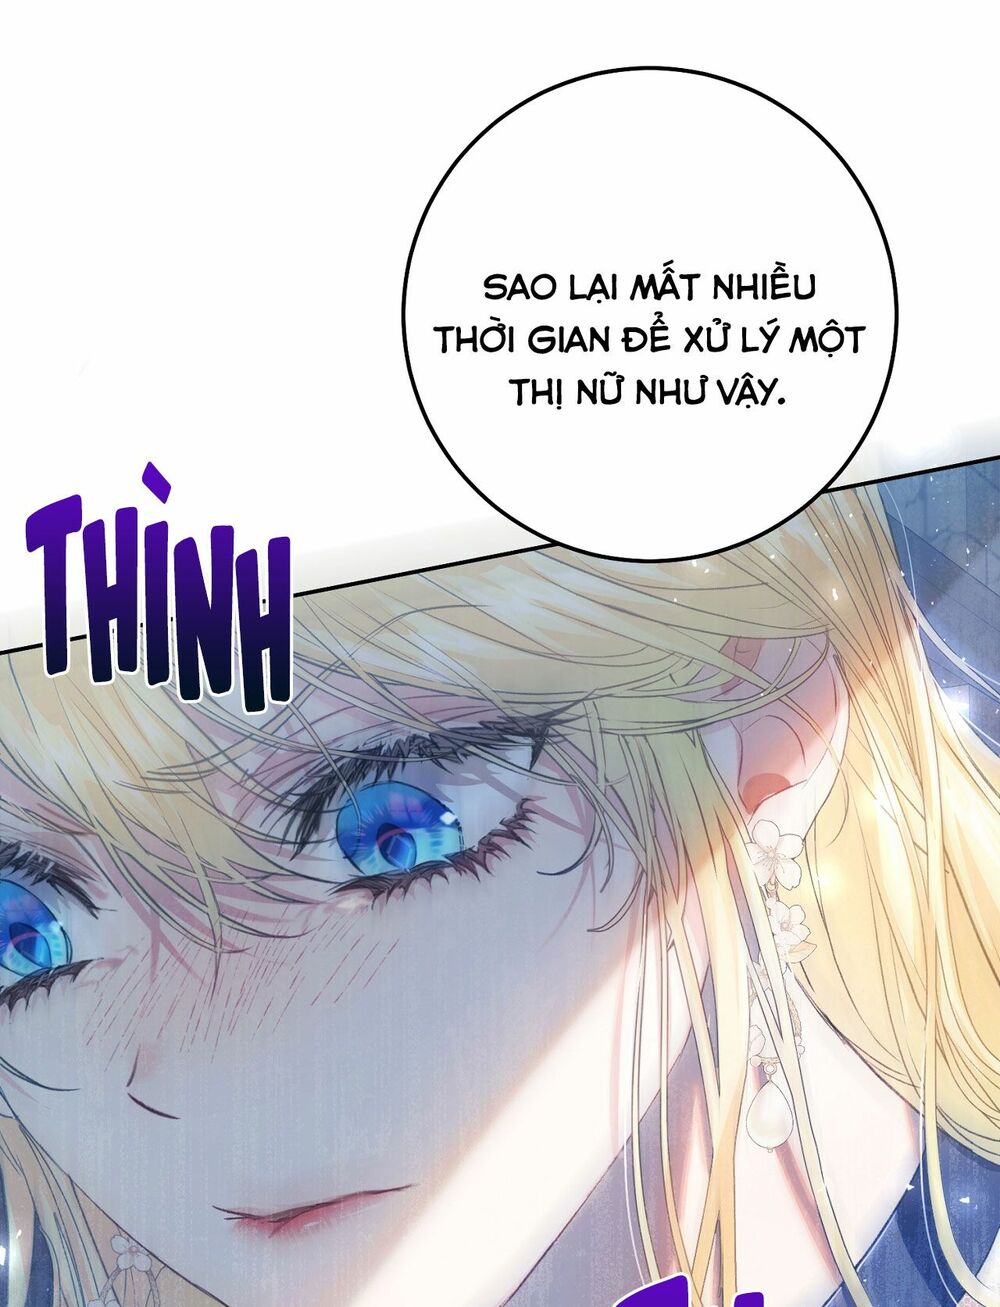 SAO LẠI MẤT NHIỀU
THỜI GIAN ĐỂ XỬ LÝ MỘT
THỊ NỮ NHƯ VẬY.
THÌNH